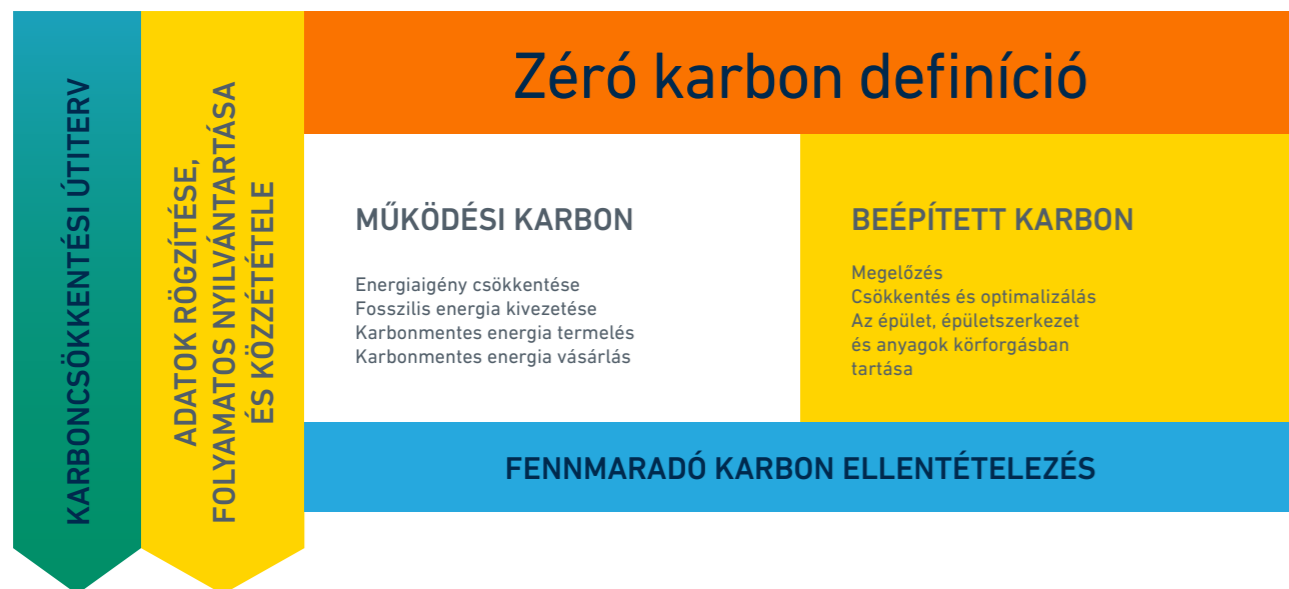 KARBONCSÖKKENTÉSI ÚTITERV
ADATOK RÖGZÍTÉSE,
FOLYAMATOS NYILVÁNTARTÁSA
ÉS KÖZZÉTÉTELE
Zéró karbon definíció
MŰKÖDÉSI KARBON
Energiaigény csökkentése
Fosszilis energia kivezetése
Karbonmentes energia termelés
Karbonmentes energia vásárlás
BEÉPÍTETT KARBON
Megelőzés
Csökkentés és optimalizálás
Az épület, épületszerkezet
és anyagok körforgásban
tartása
FENNMARADÓ KARBON ELLENTÉTELEZÉS